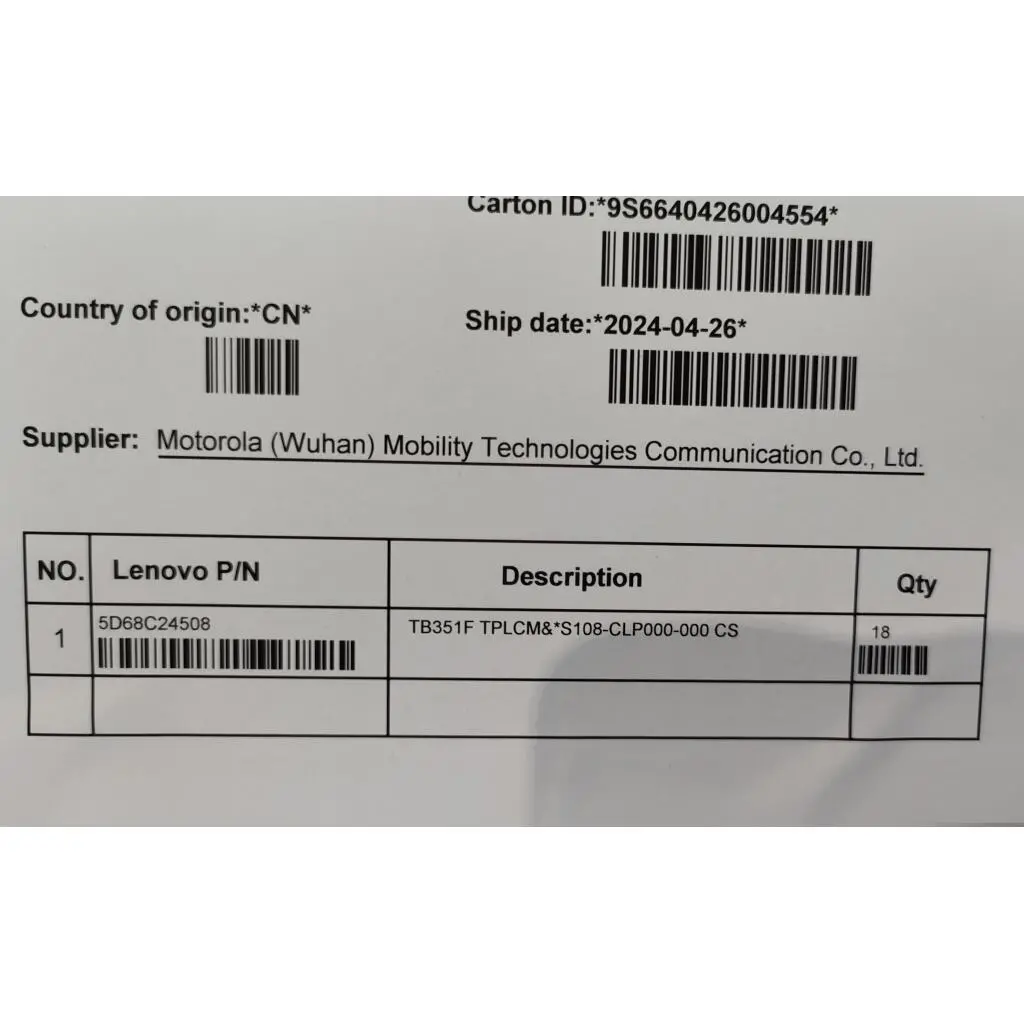 Carton ID:*9S6640426004554*
Country of origin:*CN*
Ship date:*2024-04-26*
Supplier: Motorola (Wuhan) Mobility Technologies Communication Co., Ltd.
NO. Lenovo P/N Description Qty
1 5D68C24508 TB351F TPLCM&*S108-CLP000-000 CS 18